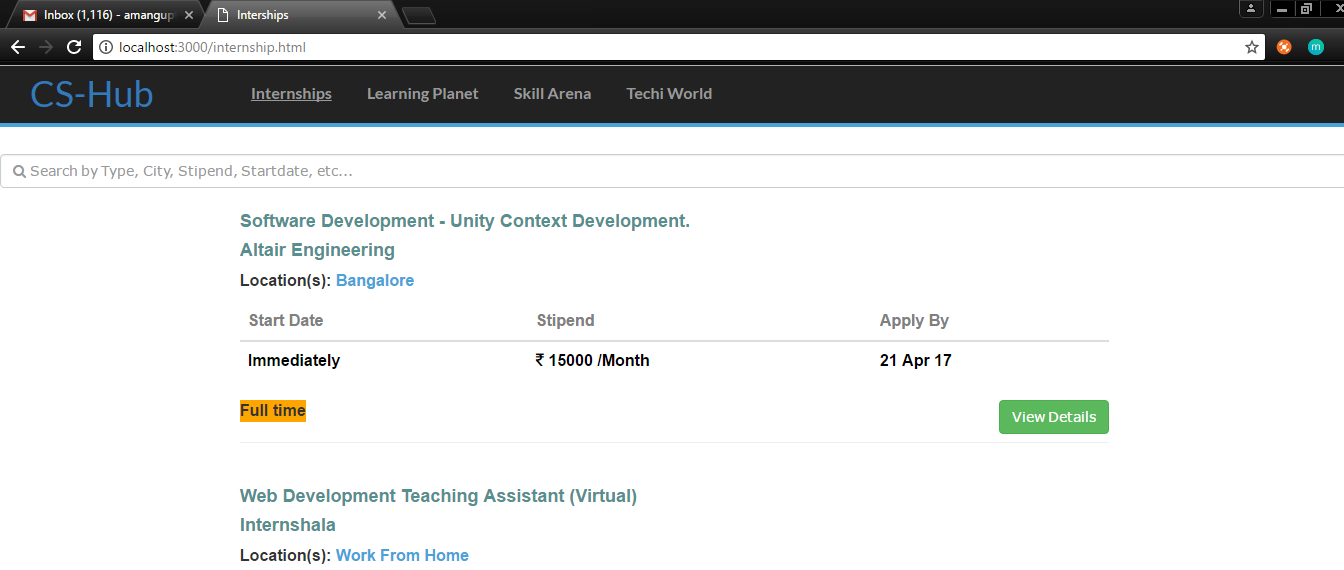 Inbox (1,116) - amangup
Interships
localhost:3000/internship.html
m
CS-Hub
Internships Learning Planet Skill Arena Techi World
Search by Type, City, Stipend, Startdate, etc...
Software Development - Unity Context Development.
Altair Engineering
Location(s): Bangalore
Start Date Stipend Apply By
Immediately ₹ 15000 /Month 21 Apr 17
Full time
View Details
Web Development Teaching Assistant (Virtual)
Internshala
Location(s): Work From Home